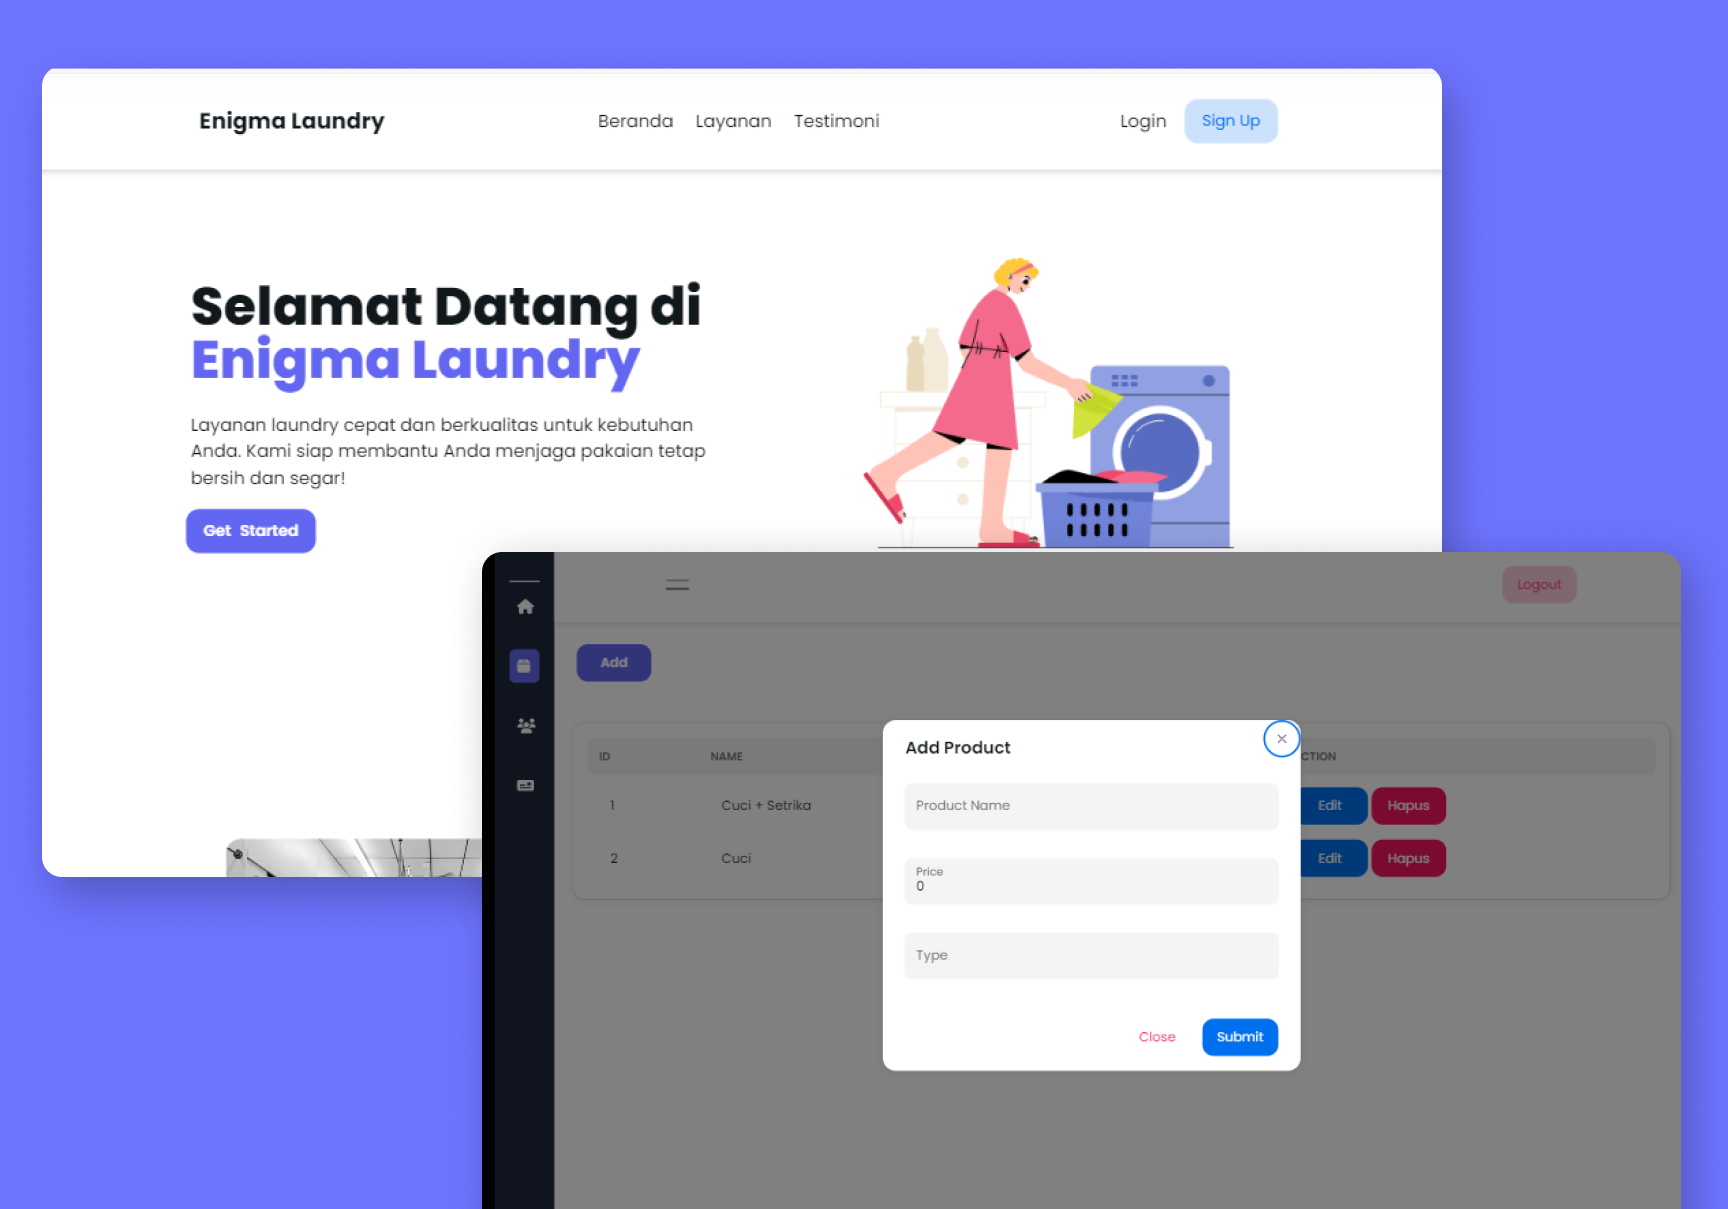 Enigma Laundry
Beranda Layanan Testimoni
Login Sign Up
Selamat Datang di
Enigma Laundry
Layanan laundry cepat dan berkualitas untuk kebutuhan
Anda. Kami siap membantu Anda menjaga pakaian tetap
bersih dan segar!
Get Started
Logout
Add
ID NAME CTION
1 Cuci + Setrika Edit Hapus
2 Cuci Edit Hapus
Add Product
Product Name
Price
0
Type
Close Submit